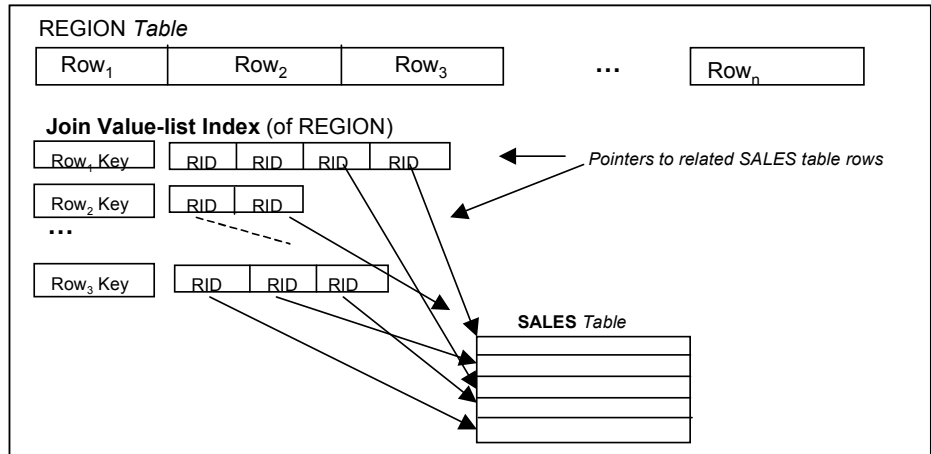 REGION Table
Row1 Row2 Row3 … Rown
Join Value-list Index (of REGION)
Row1 Key RID RID RID RID
Pointers to related SALES table rows
Row2 Key RID RID
…
Row3 Key RID RID RID
SALES Table